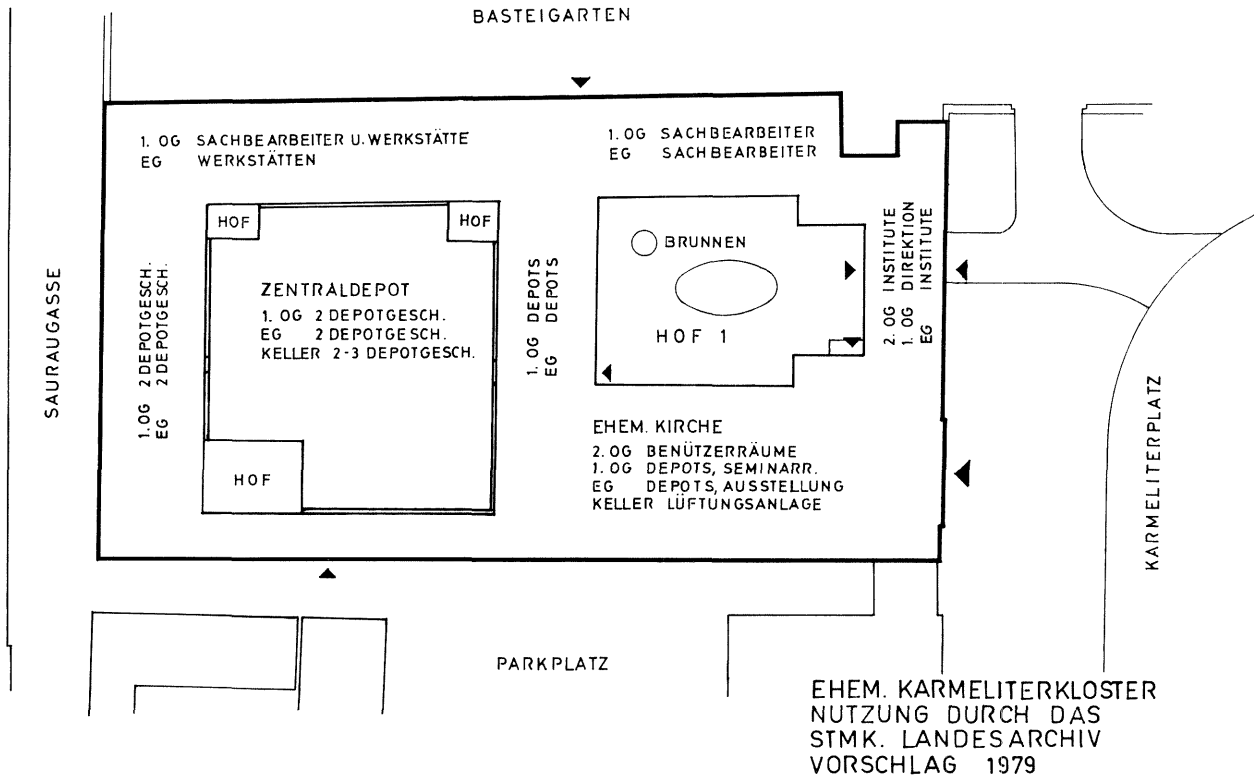 BASTEIGARTEN
1. OG SACHBEARBEITER U. WERKSTÄTTE
EG WERKSTÄTTEN
1. OG SACHBEARBEITER
EG SACHBEARBEITER
HOF
HOF
BRUNNEN
HOF 1
ZENTRALDEPOT
1. OG 2 DEPOTGESCH.
EG 2 DEPOTGESCH.
KELLER 2-3 DEPOTGESCH.
SAURAUGASSE
1. OG 2 DEPOTGESCH.
EG 2 DEPOTGESCH.
1. OG DEPOTS
EG DEPOTS
2. OG INSTITUTE
1. OG DIREKTION
EG INSTITUTE
HOF
EHEM. KIRCHE
2. OG BENÜTZERRÄUME
1. OG DEPOTS, SEMINARR.
EG DEPOTS, AUSSTELLUNG
KELLER LÜFTUNGSANLAGE
KARMELITERPLATZ
PARKPLATZ
EHEM. KARMELITERKLOSTER
NUTZUNG DURCH DAS
STMK. LANDESARCHIV
VORSCHLAG 1979